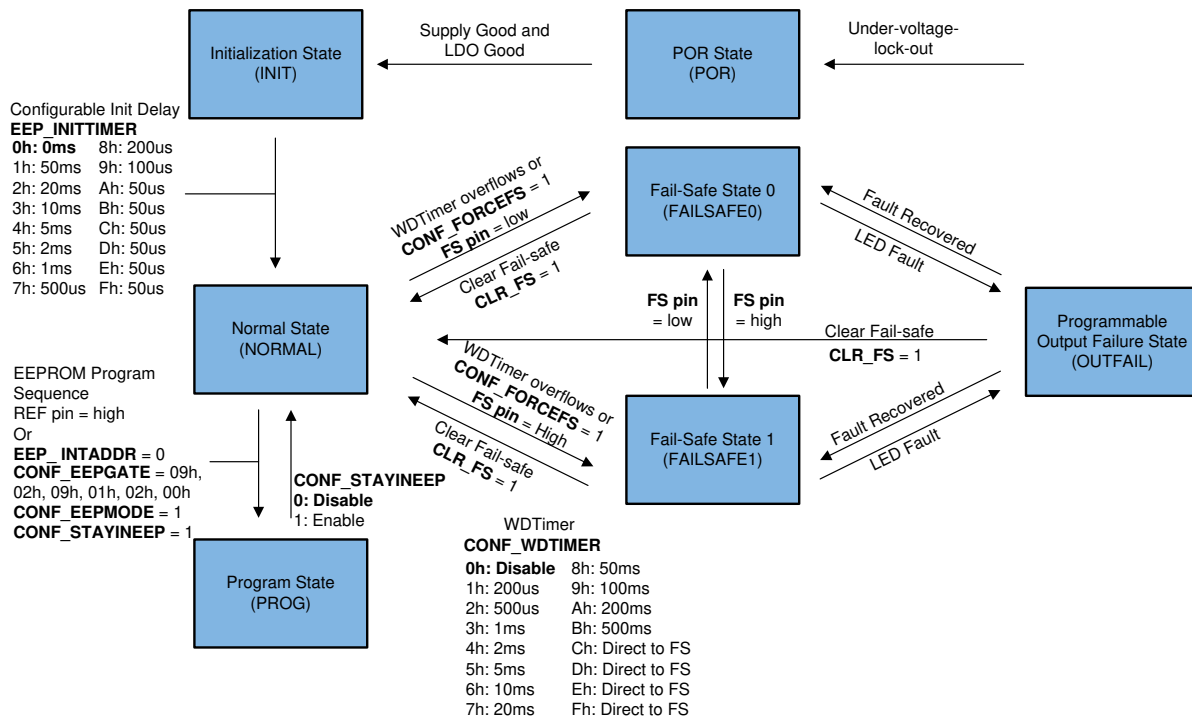 Initialization State
(INIT)
Supply Good and
LDO Good
POR State
(POR)
Under-voltage-
lock-out
Configurable Init Delay
EEP_INITTIMER
0h: 0ms 8h: 200us
1h: 50ms 9h: 100us
2h: 20ms Ah: 50us
3h: 10ms Bh: 50us
4h: 5ms Ch: 50us
5h: 2ms Dh: 50us
6h: 1ms Eh: 50us
7h: 500us Fh: 50us
WDTimer overflows or
CONF_FORCEFS = 1
FS pin = low
Clear Fail-safe
CLR_FS = 1
Fail-Safe State 0
(FAILSAFE0)
Fault Recovered
LED Fault
Normal State
(NORMAL)
FS pin
= low
FS pin
= high
Clear Fail-safe
CLR_FS = 1
Programmable
Output Failure State
(OUTFAIL)
EEPROM Program
Sequence
REF pin = high
Or
EEP_INTADDR = 0
CONF_EEPGATE = 09h,
02h, 09h, 01h, 02h, 00h
CONF_EEPMODE = 1
CONF_STAYINEEP = 1
CONF_STAYINEEP
0: Disable
1: Enable
WDTimer overflows or
CONF_FORCEFS = 1
FS pin = High
Clear Fail-safe
CLR_FS = 1
Fail-Safe State 1
(FAILSAFE1)
Fault Recovered
LED Fault
Program State
(PROG)
WDTimer
CONF_WDTIMER
0h: Disable 8h: 50ms
1h: 200us 9h: 100ms
2h: 500us Ah: 200ms
3h: 1ms Bh: 500ms
4h: 2ms Ch: Direct to FS
5h: 5ms Dh: Direct to FS
6h: 10ms Eh: Direct to FS
7h: 20ms Fh: Direct to FS